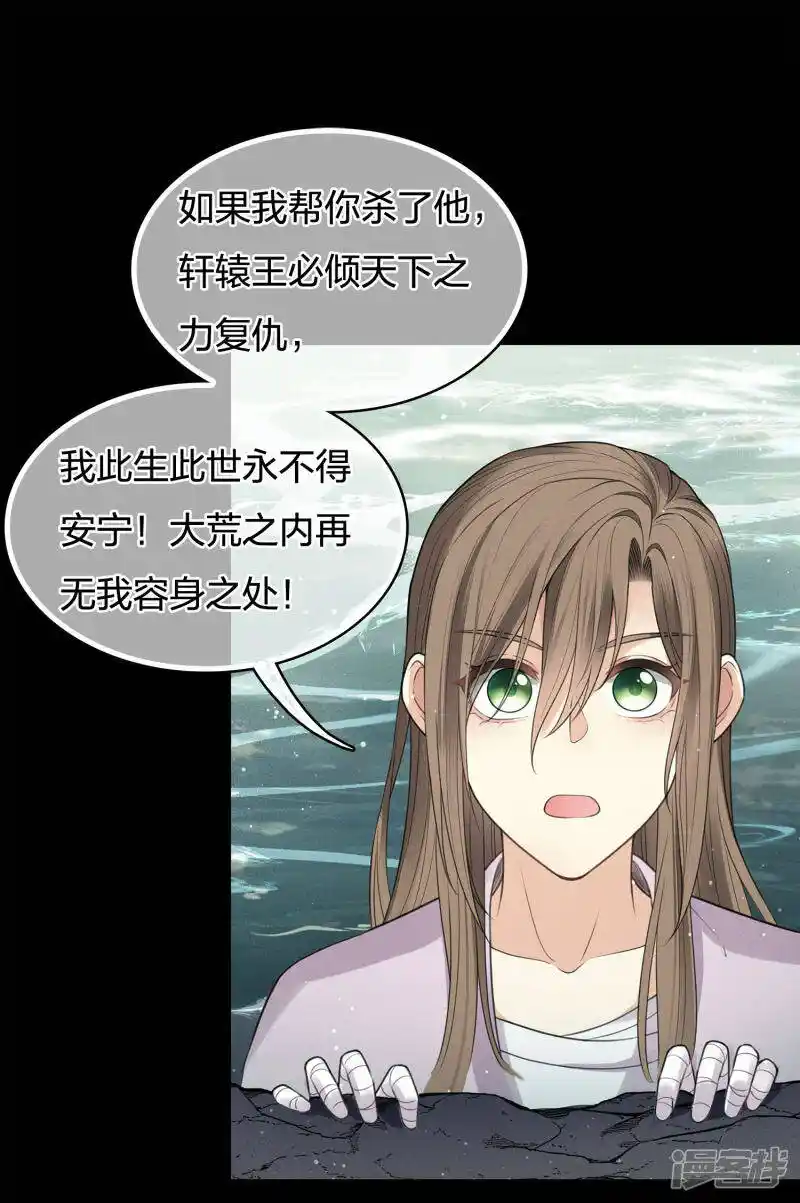 如果我帮你杀了他，
轩辕王必倾天下之
力复仇，
我此生此世永不得
安宁！大荒之内再
无我容身之处！
漫客栈